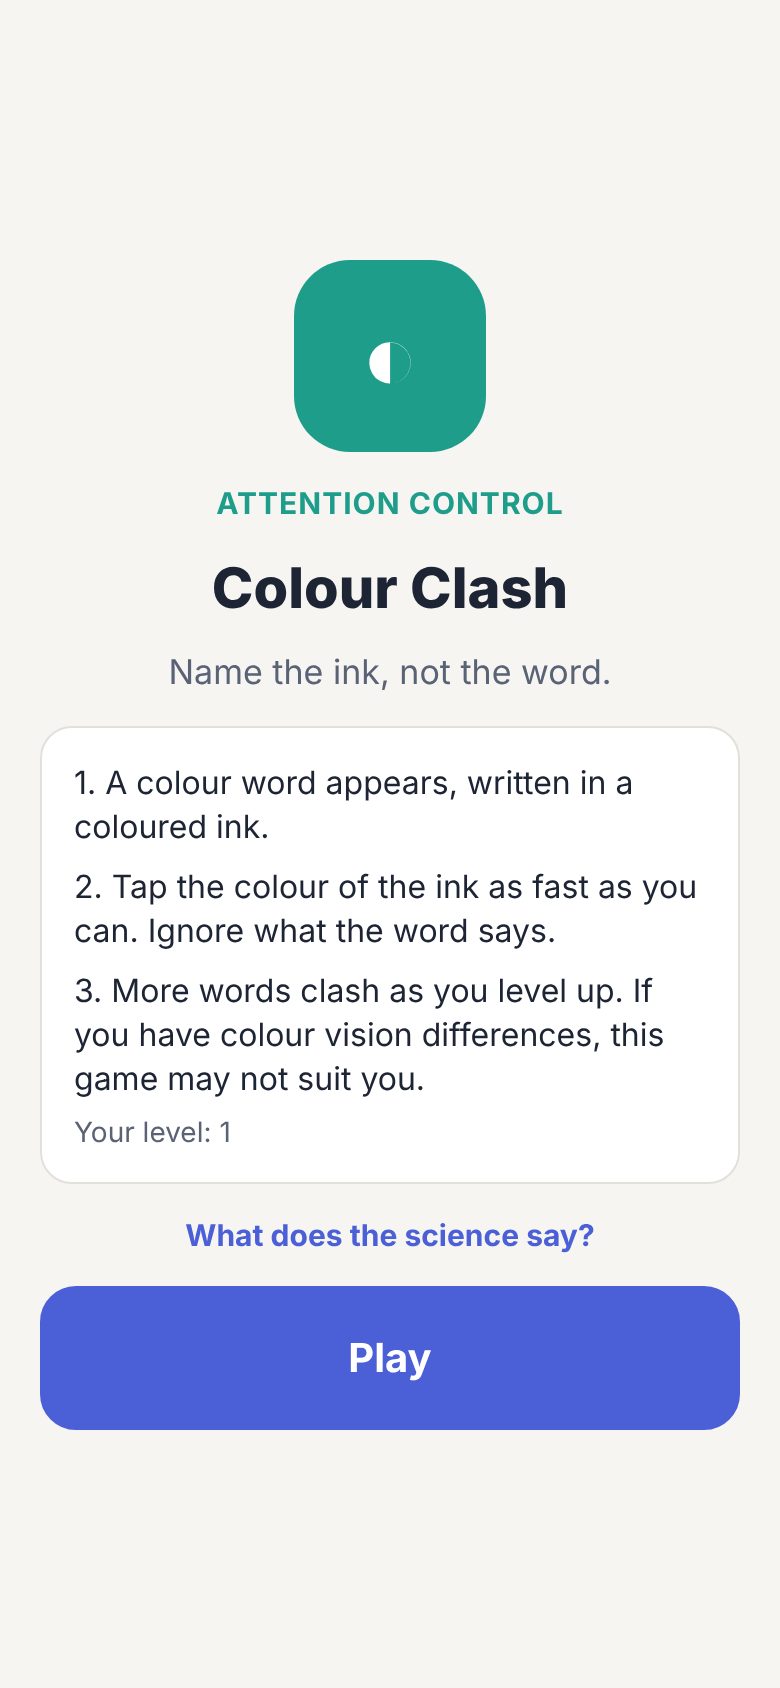 ATTENTION CONTROL
Colour Clash
Name the ink, not the word.
1. A colour word appears, written in a
coloured ink.
2. Tap the colour of the ink as fast as you
can. Ignore what the word says.
3. More words clash as you level up. If
you have colour vision differences, this
game may not suit you.
Your level: 1
What does the science say?
Play